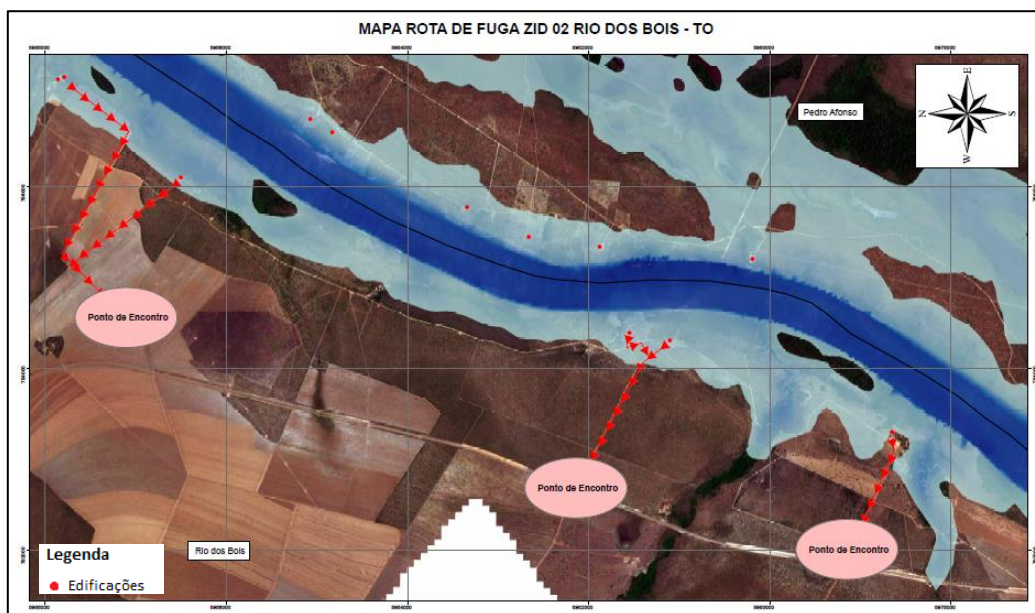 MAPA ROTA DE FUGA ZID 02 RIO DOS BOIS - TO
Pedro Afonso
E
N
S
W
Ponto de Encontro
Ponto de Encontro
Ponto de Encontro
Rio dos Bois
Legenda
Edificações